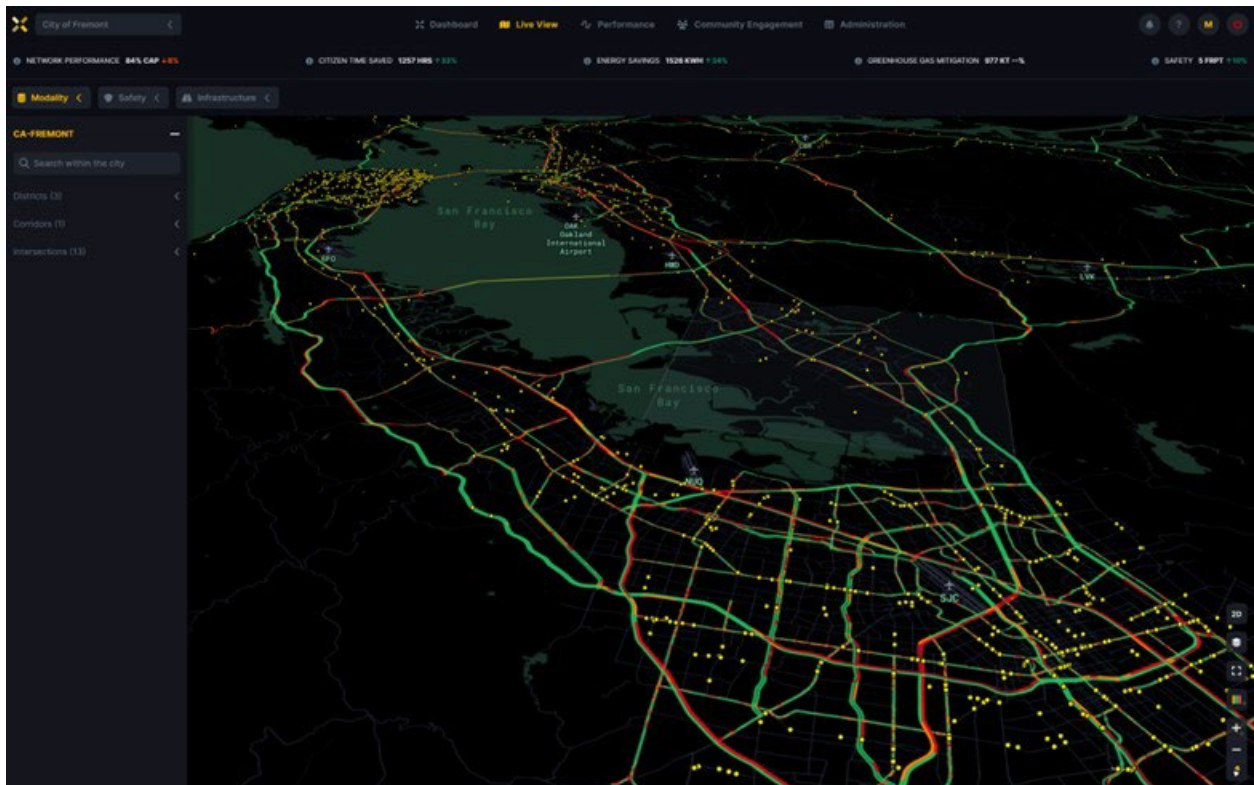 City of Fremont
Dashboard
Live View
Performance
Community Engagement
Administration
?
M
NETWORK PERFORMANCE 84% CAP
CITIZEN TIME SAVED 1257 HRS
ENERGY SAVINGS 1526 KWH
GREENHOUSE GAS MITIGATION 977 KT --%
SAFETY 5 FRPT
Modality
Safety
Infrastructure
CA-FREMONT
Search within the city
Districts (3)
Corridors (1)
Intersections (13)
San Francisco
Bay
OAK -
Oakland
International
Airport
SFO
HWD
LVK
San Francisco
Bay
NUQ
SJC
2D